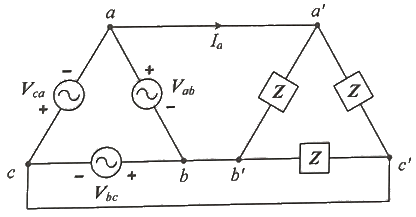 a a'
I_a
- + Z Z
V_ca V_ab
+ -
c - + b b' Z c'
V_bc